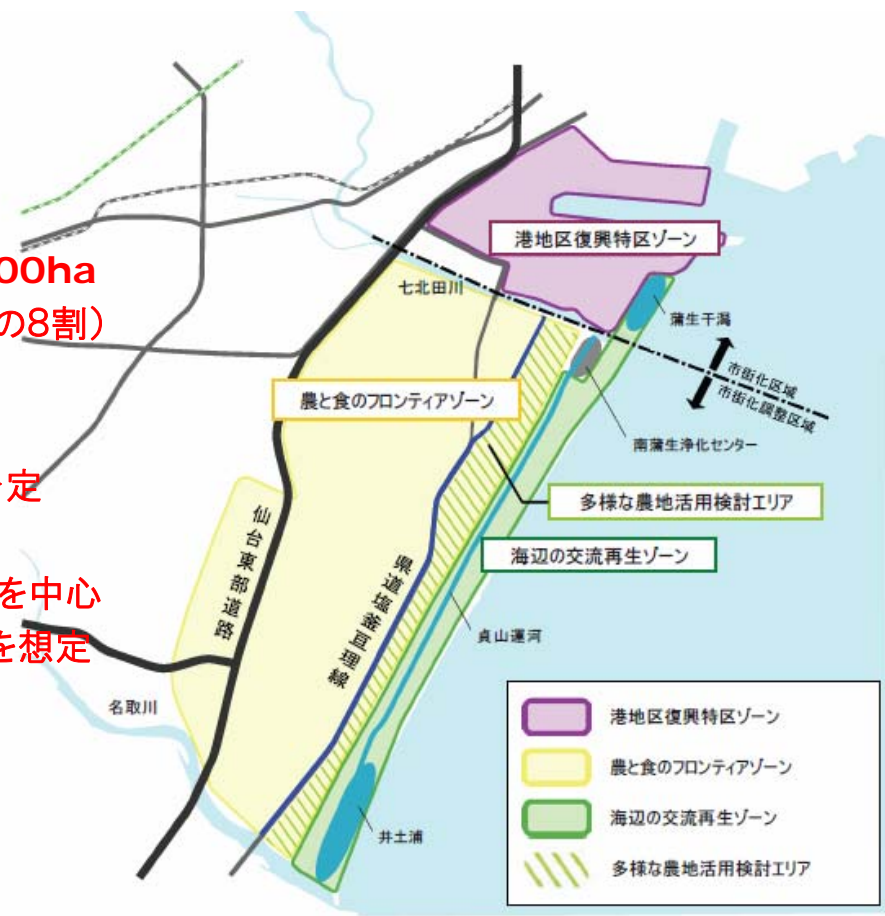 00ha
の8割）
定
を中心
を想定
港地区復興特区ゾーン
七北田川
蒲生干潟
市街化区域
市街化調整区域
農と食のフロンティアゾーン
南蒲生浄化センター
多様な農地活用検討エリア
海辺の交流再生ゾーン
仙台東部道路
県道塩釜亘理線
貞山運河
名取川
井土浦
港地区復興特区ゾーン
農と食のフロンティアゾーン
海辺の交流再生ゾーン
多様な農地活用検討エリア